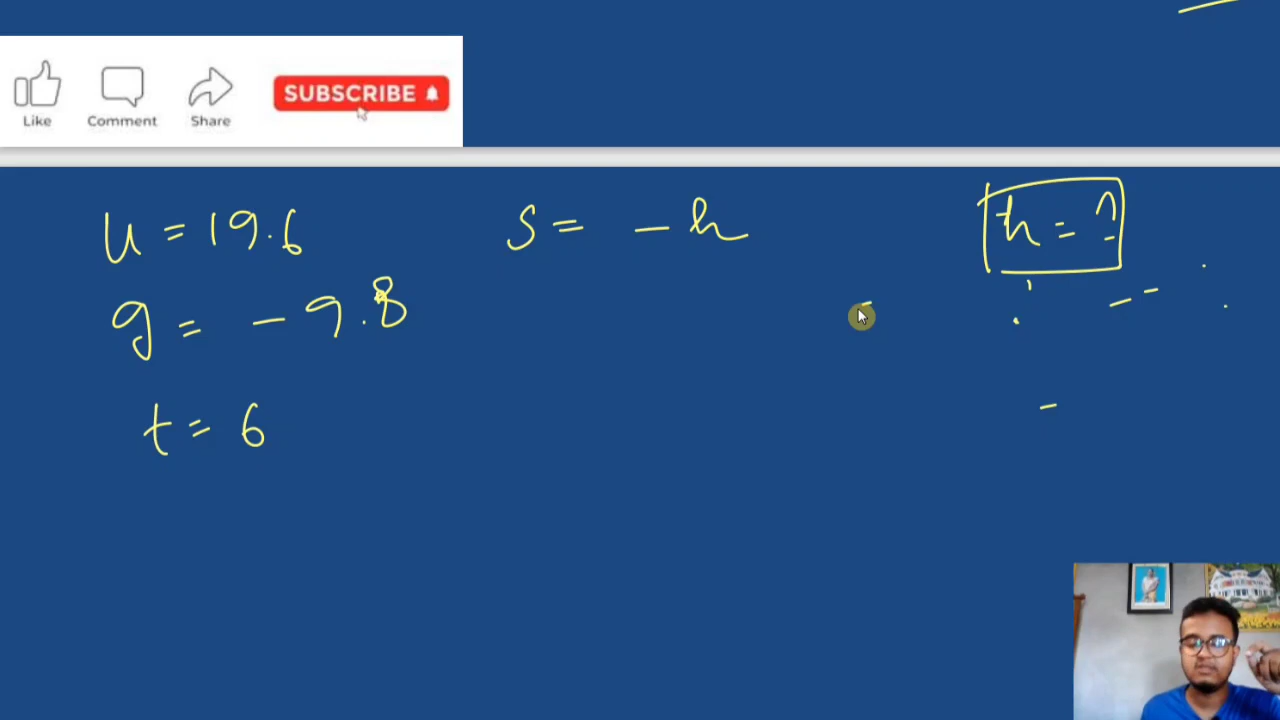 Like Comment Share SUBSCRIBE
u = 19.6 s = - h h = ?
g = - 9.8
t = 6